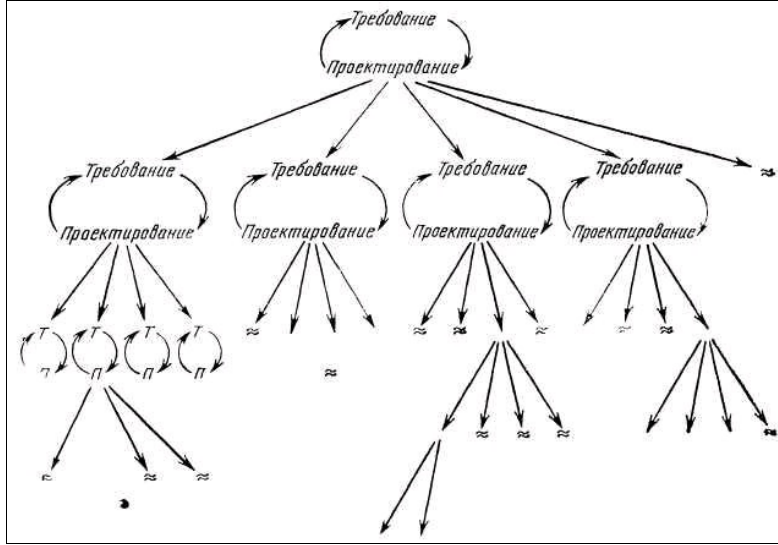 Требование
Проектирование
Требование Требование Требование Требование
Проектирование Проектирование Проектирование Проектирование
Т Т Т Т
П П П П